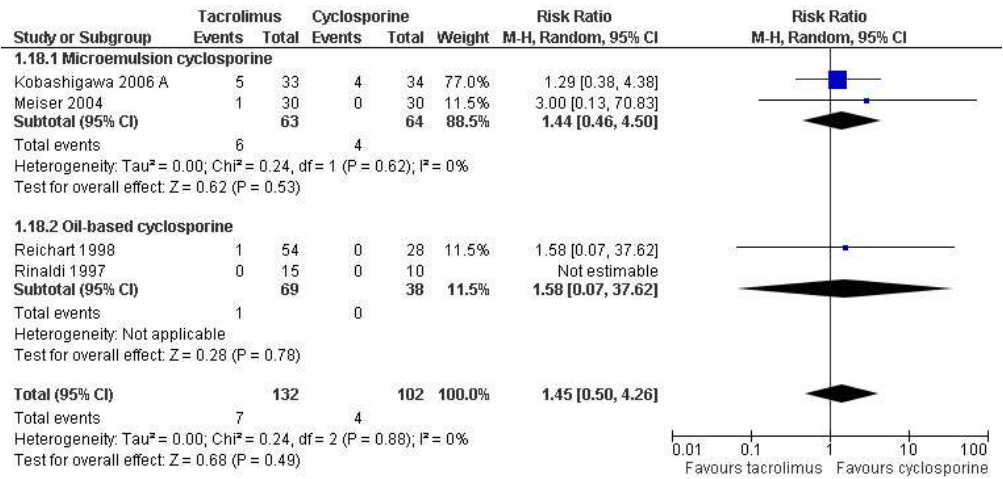 Tacrolimus Cyclosporine Risk Ratio Risk Ratio
Study or Subgroup Events Total Events Total Weight M-H, Random, 95% CI M-H, Random, 95% CI
1.18.1 Microemulsion cyclosporine
Kobashigawa 2006 A 5 33 4 34 77.0% 1.29 [0.38, 4.38]
Meiser 2004 1 30 0 30 11.5% 3.00 [0.13, 70.83]
Subtotal (95% CI) 63 64 88.5% 1.44 [0.46, 4.50]
Total events 6 4
Heterogeneity: Tau² = 0.00; Chi² = 0.24, df = 1 (P = 0.62); I² = 0%
Test for overall effect: Z = 0.62 (P = 0.53)
1.18.2 Oil-based cyclosporine
Reichart 1998 1 54 0 28 11.5% 1.58 [0.07, 37.62]
Rinaldi 1997 0 15 0 10 Not estimable
Subtotal (95% CI) 69 38 11.5% 1.58 [0.07, 37.62]
Total events 1 0
Heterogeneity: Not applicable
Test for overall effect: Z = 0.28 (P = 0.78)
Total (95% CI) 132 102 100.0% 1.45 [0.50, 4.26]
Total events 7 4
Heterogeneity: Tau² = 0.00; Chi² = 0.24, df = 2 (P = 0.88); I² = 0%
Test for overall effect: Z = 0.68 (P = 0.49)
0.01 0.1 1 10 100
Favours tacrolimus Favours cyclosporine